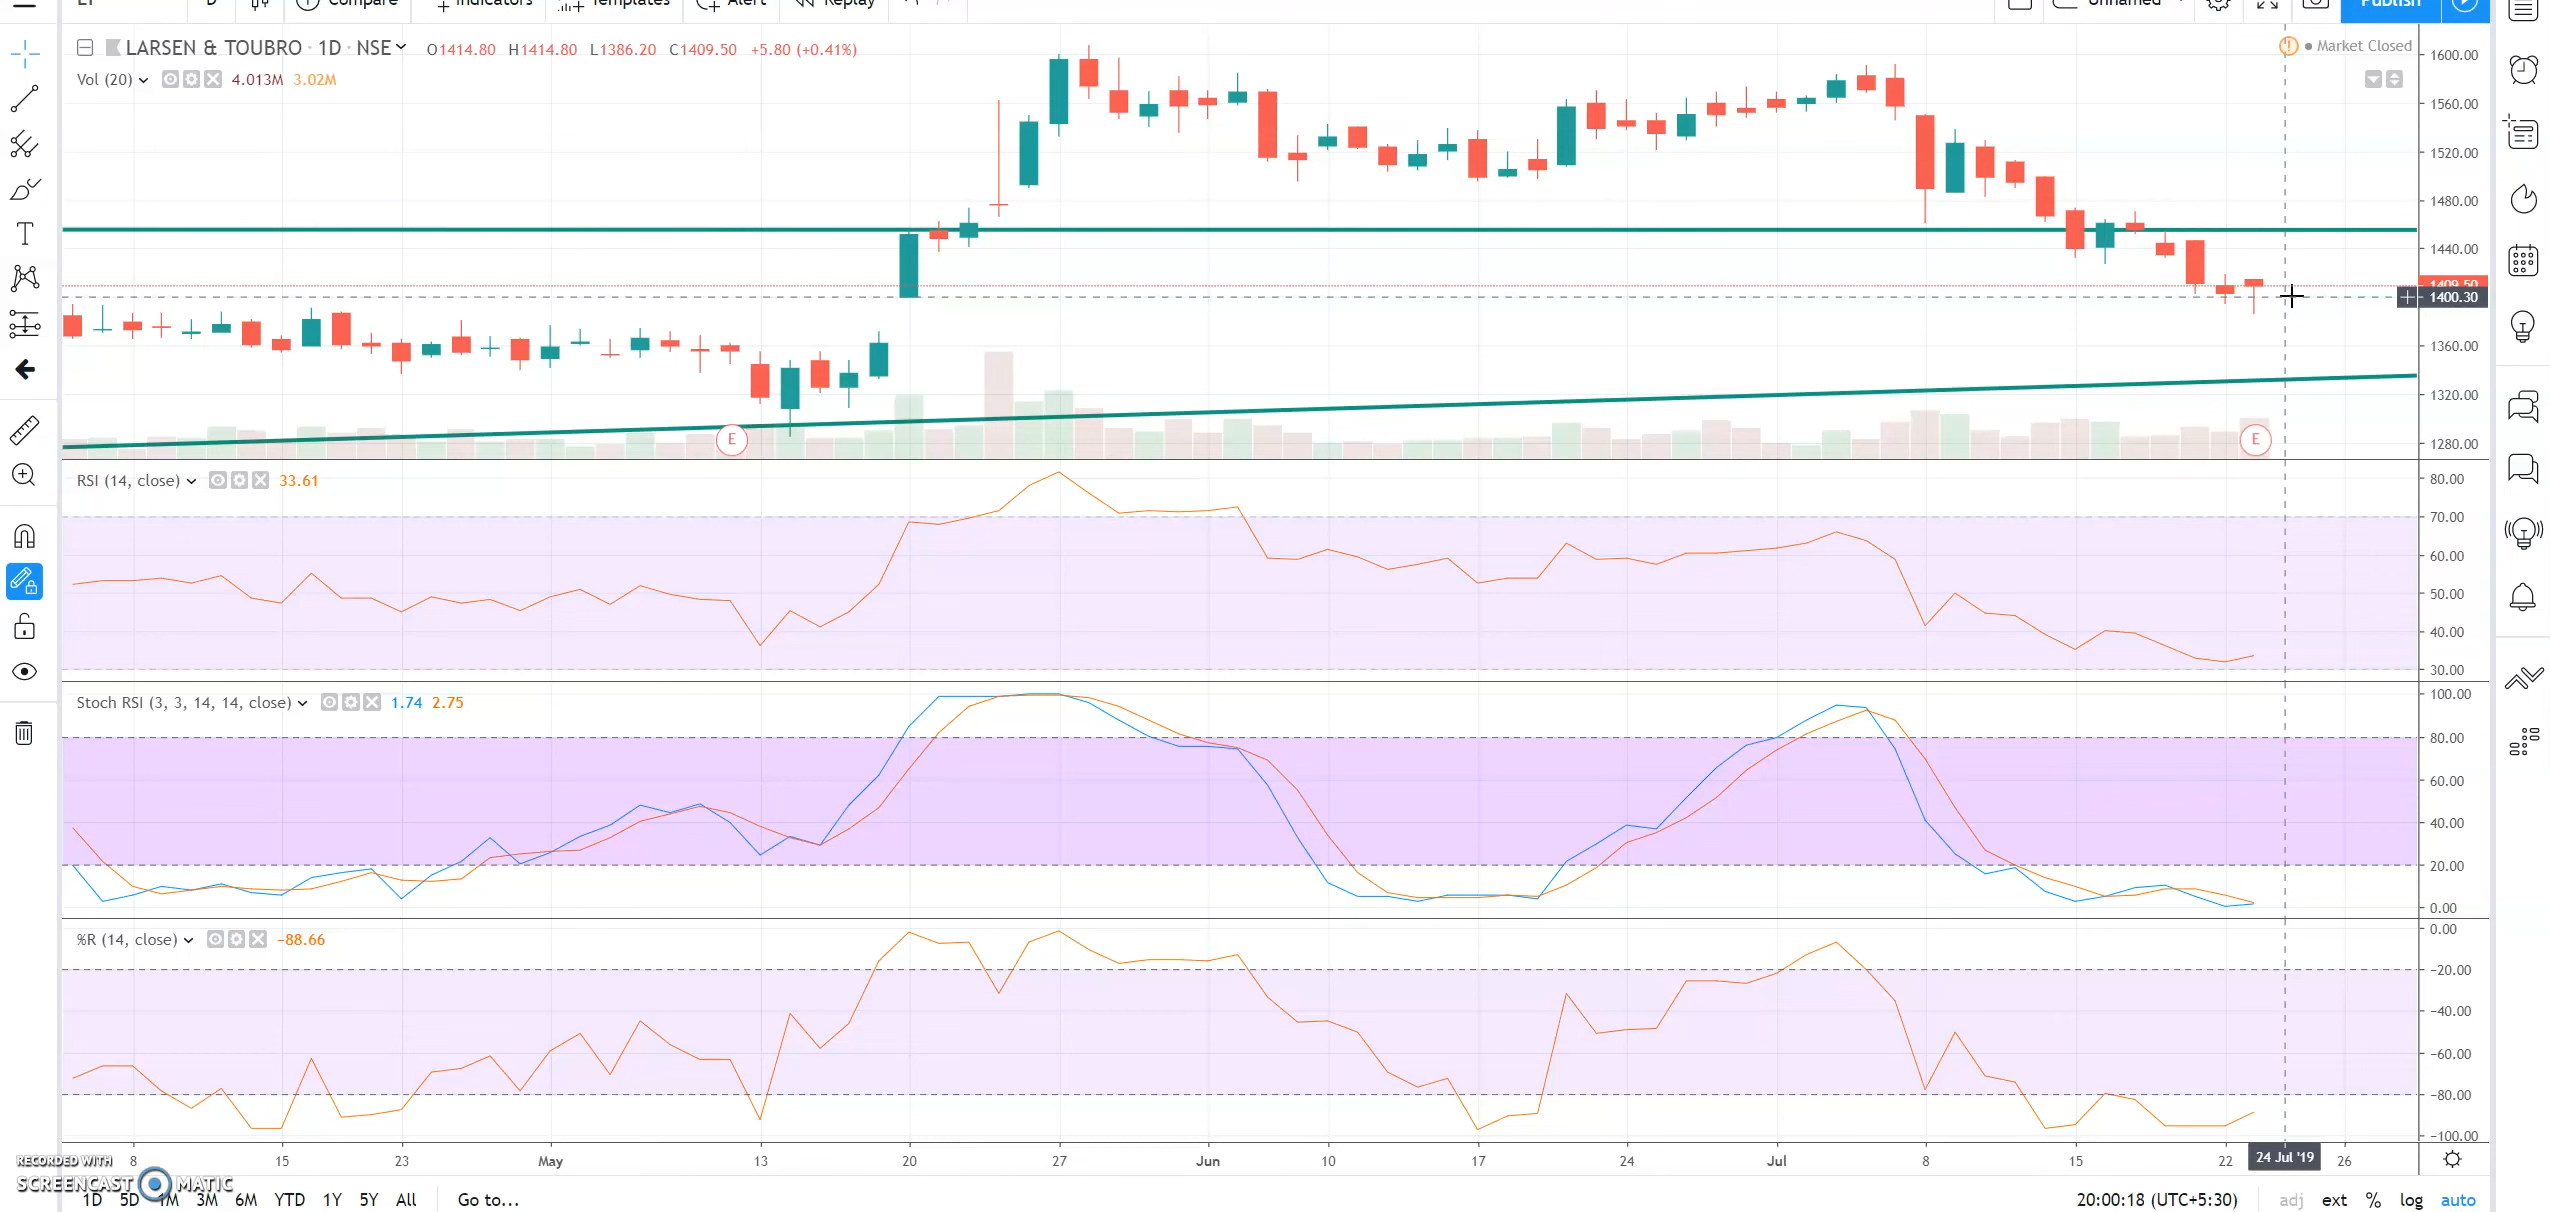 LT D Compare Indicators Templates Alert Replay Unnamed Publish
LARSEN & TOUBRO · 1D · NSE O1414.80 H1414.80 L1386.20 C1409.50 +5.80 (+0.41%)
Market Closed
Vol (20) 4.013M 3.02M
1600.00
1560.00
1520.00
1480.00
1440.00
1409.50
1400.30
1360.00
1320.00
1280.00
E E
RSI (14, close) 33.61
80.00
70.00
60.00
50.00
40.00
30.00
Stoch RSI (3, 3, 14, 14, close) 1.74 2.75
100.00
80.00
60.00
40.00
20.00
0.00
%R (14, close) −88.66
0.00
−20.00
−40.00
−60.00
−80.00
−100.00
8 15 23 May 13 20 27 Jun 10 17 24 Jul 8 15 22 24 Jul '19 26
RECORDED WITH
SCREENCAST MATIC
1D 5D 1M 3M 6M YTD 1Y 5Y All Go to... 20:00:18 (UTC+5:30) adj ext % log auto